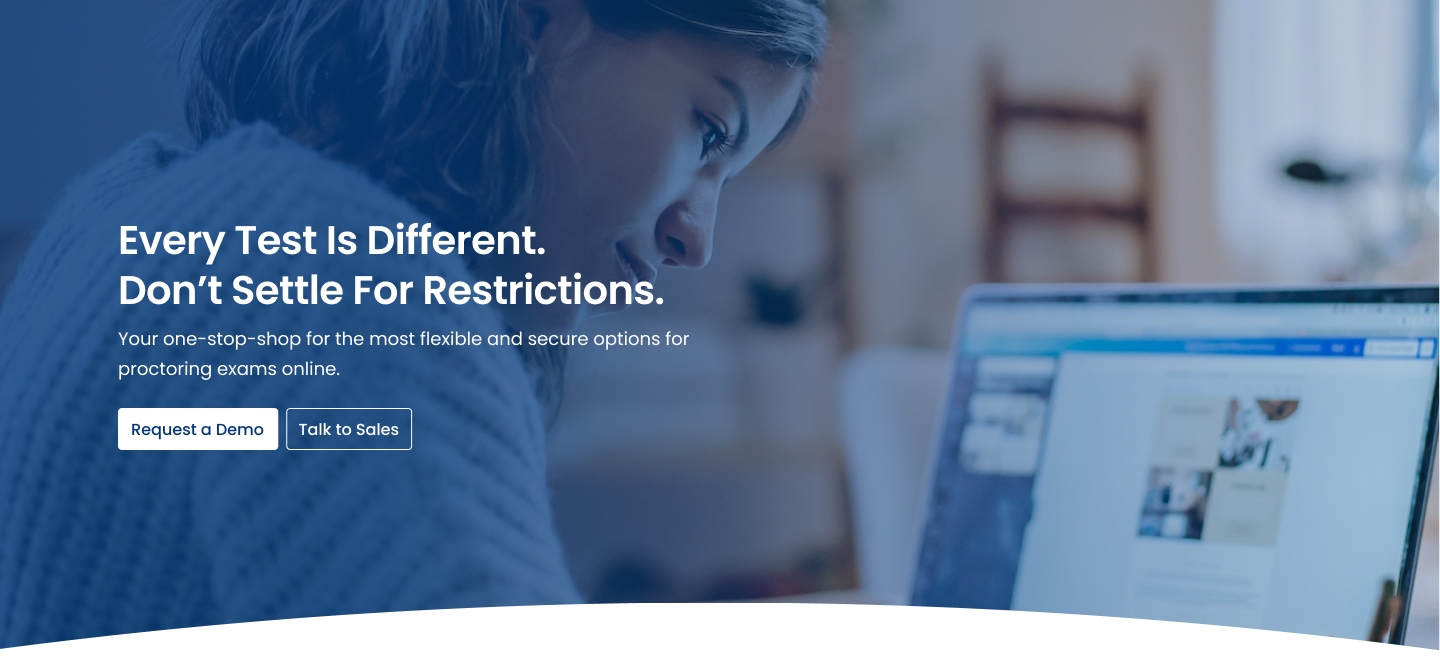 Every Test Is Different.
Don’t Settle For Restrictions.
Your one-stop-shop for the most flexible and secure options for
proctoring exams online.
Request a Demo
Talk to Sales